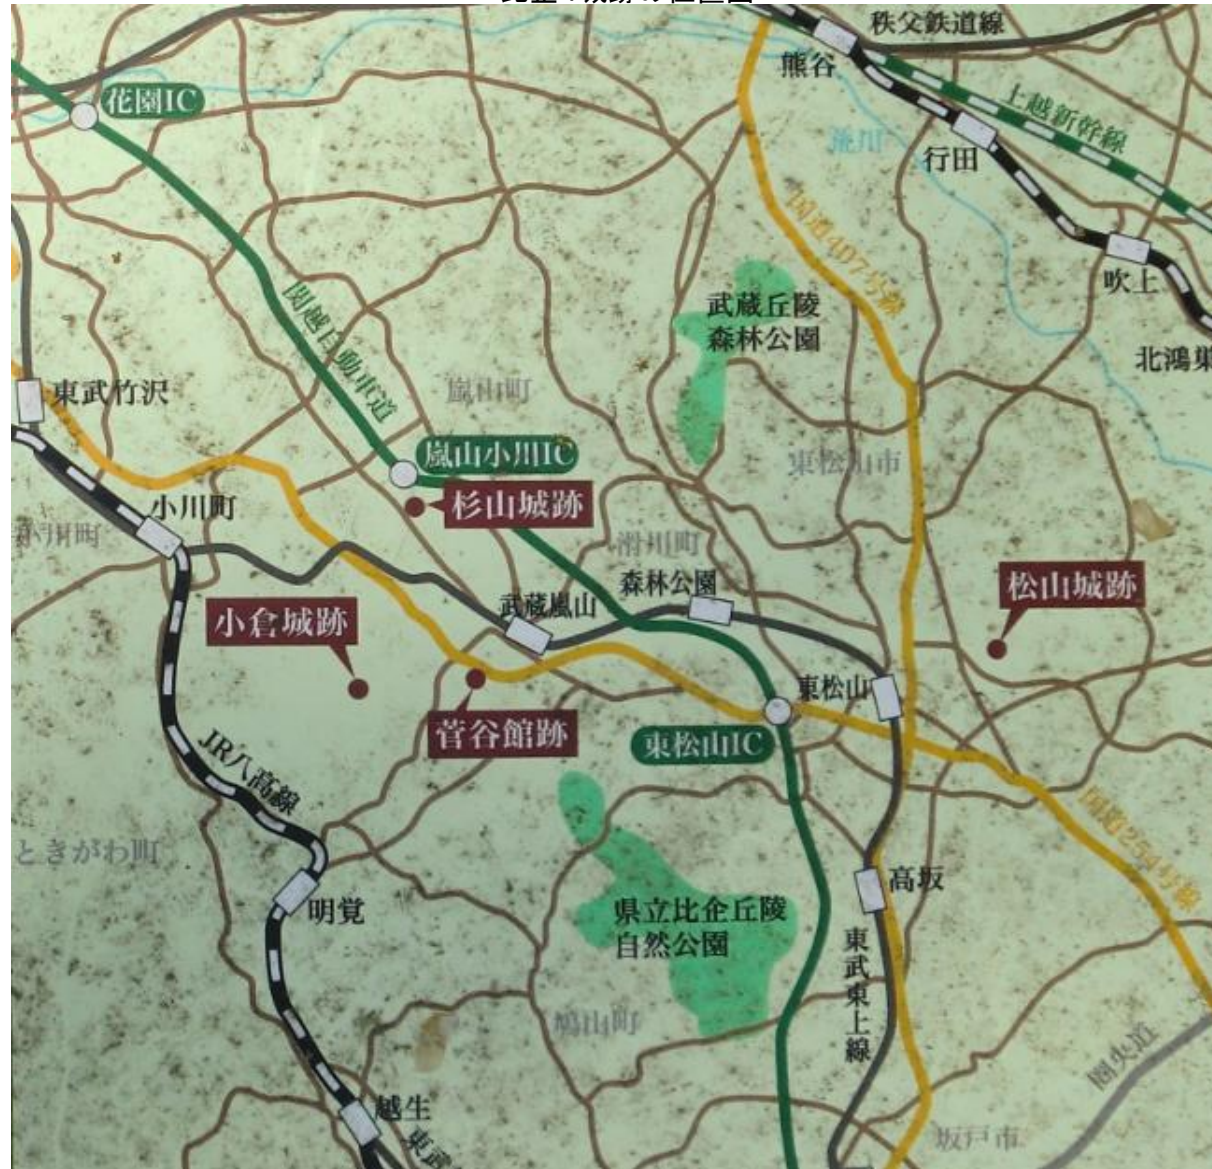 秩父鉄道線
熊谷
花園IC
上越新幹線
荒川
行田
国道407号線
吹上
関越自動車道
武蔵丘陵
森林公園
北鴻巣
東武竹沢
嵐山町
嵐山小川IC
東松山市
小川町
杉山城跡
小川町
滑川町
森林公園
松山城跡
武蔵嵐山
小倉城跡
東松山
菅谷館跡
東松山IC
JR八高線
国道254号線
ときがわ町
高坂
明覚
県立比企丘陵
自然公園
東武東上線
鳩山町
圏央道
越生
東武
坂戸市